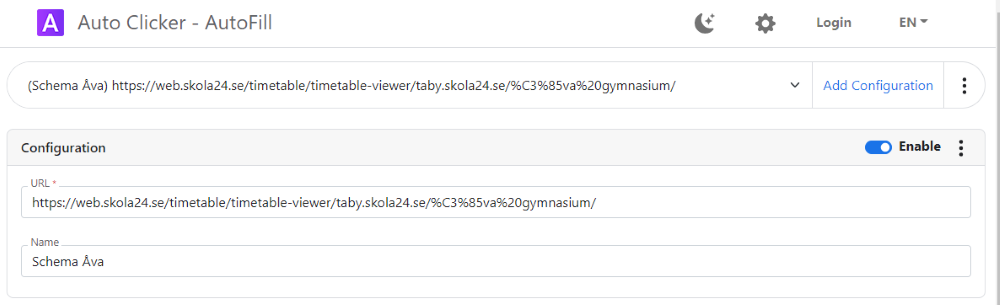 A Auto Clicker - AutoFill Login EN
(Schema Åva) https://web.skola24.se/timetable/timetable-viewer/taby.skola24.se/%C3%85va%20gymnasium/ Add Configuration
Configuration Enable
URL *
https://web.skola24.se/timetable/timetable-viewer/taby.skola24.se/%C3%85va%20gymnasium/
Name
Schema Åva